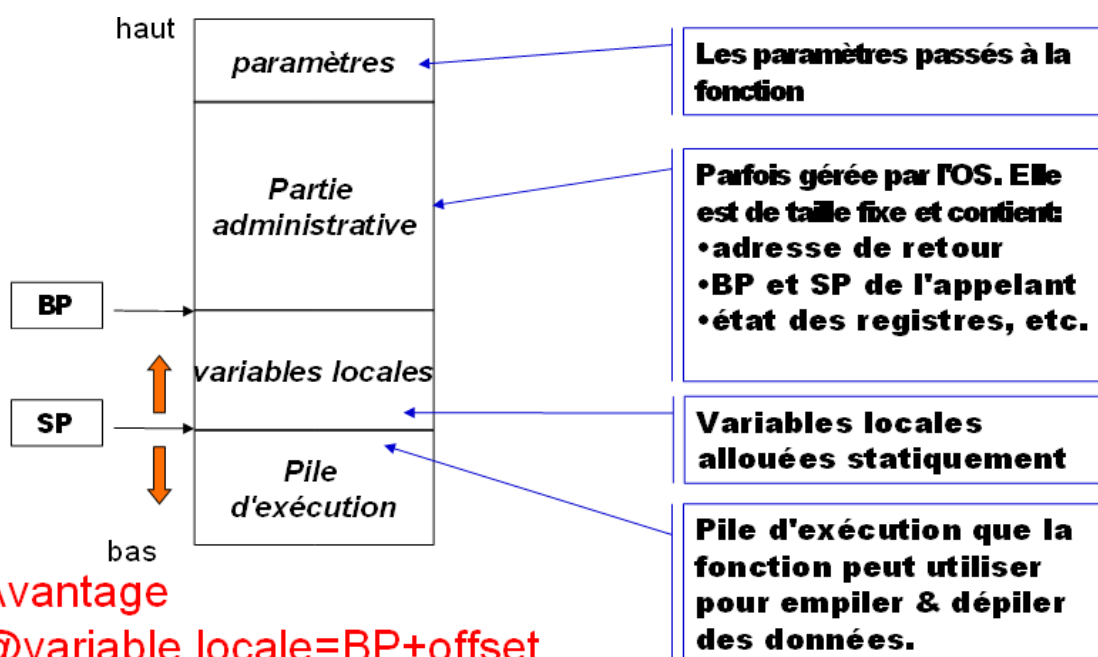 haut
paramètres
Partie
administrative
BP
variables locales
SP
Pile
d'exécution
bas
Les paramètres passés à la
fonction
Parfois gérée par l'OS. Elle
est de taille fixe et contient:
•adresse de retour
•BP et SP de l'appelant
•état des registres, etc.
Variables locales
allouées statiquement
Pile d'exécution que la
fonction peut utiliser
pour empiler & dépiler
des données.
Avantage
@variable locale=BP+offset